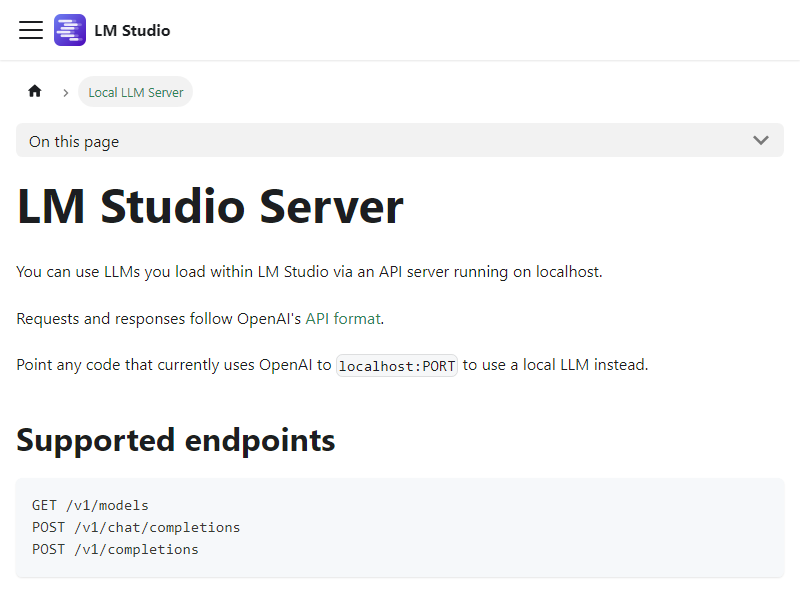 LM Studio
Local LLM Server
On this page
LM Studio Server
You can use LLMs you load within LM Studio via an API server running on localhost.
Requests and responses follow OpenAI's API format.
Point any code that currently uses OpenAI to localhost:PORT to use a local LLM instead.
Supported endpoints
GET /v1/models
POST /v1/chat/completions
POST /v1/completions